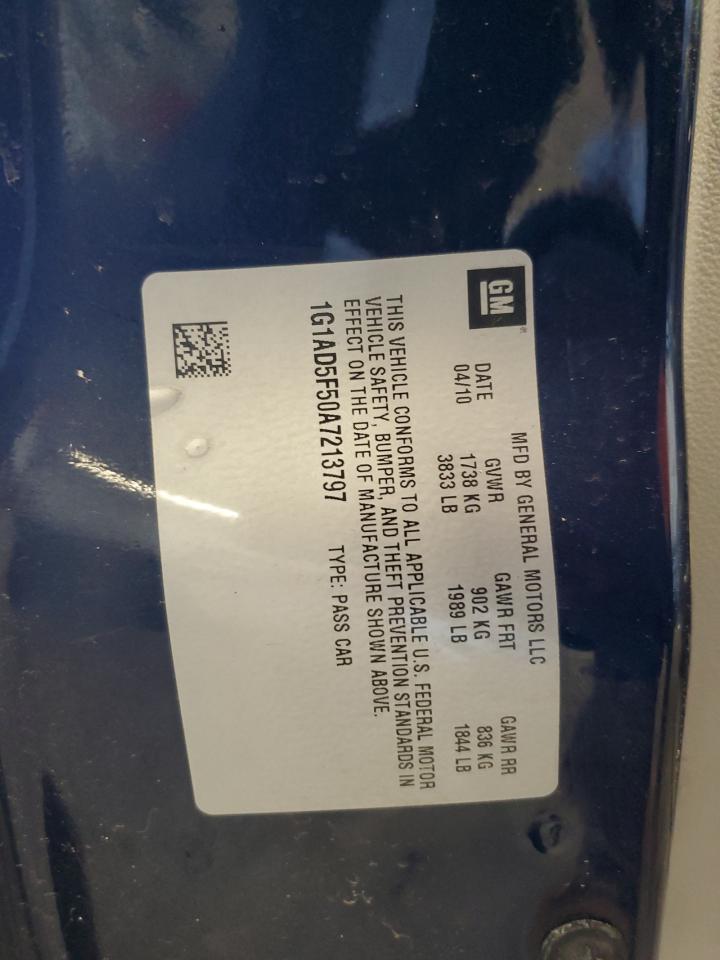 GM
MFD BY GENERAL MOTORS LLC
DATE GVWR GAWR FRT GAWR RR
04/10 1738 KG 902 KG 836 KG
3833 LB 1989 LB 1844 LB
THIS VEHICLE CONFORMS TO ALL APPLICABLE U.S. FEDERAL MOTOR
VEHICLE SAFETY, BUMPER, AND THEFT PREVENTION STANDARDS IN
EFFECT ON THE DATE OF MANUFACTURE SHOWN ABOVE.
1G1AD5F50A7213797 TYPE: PASS CAR